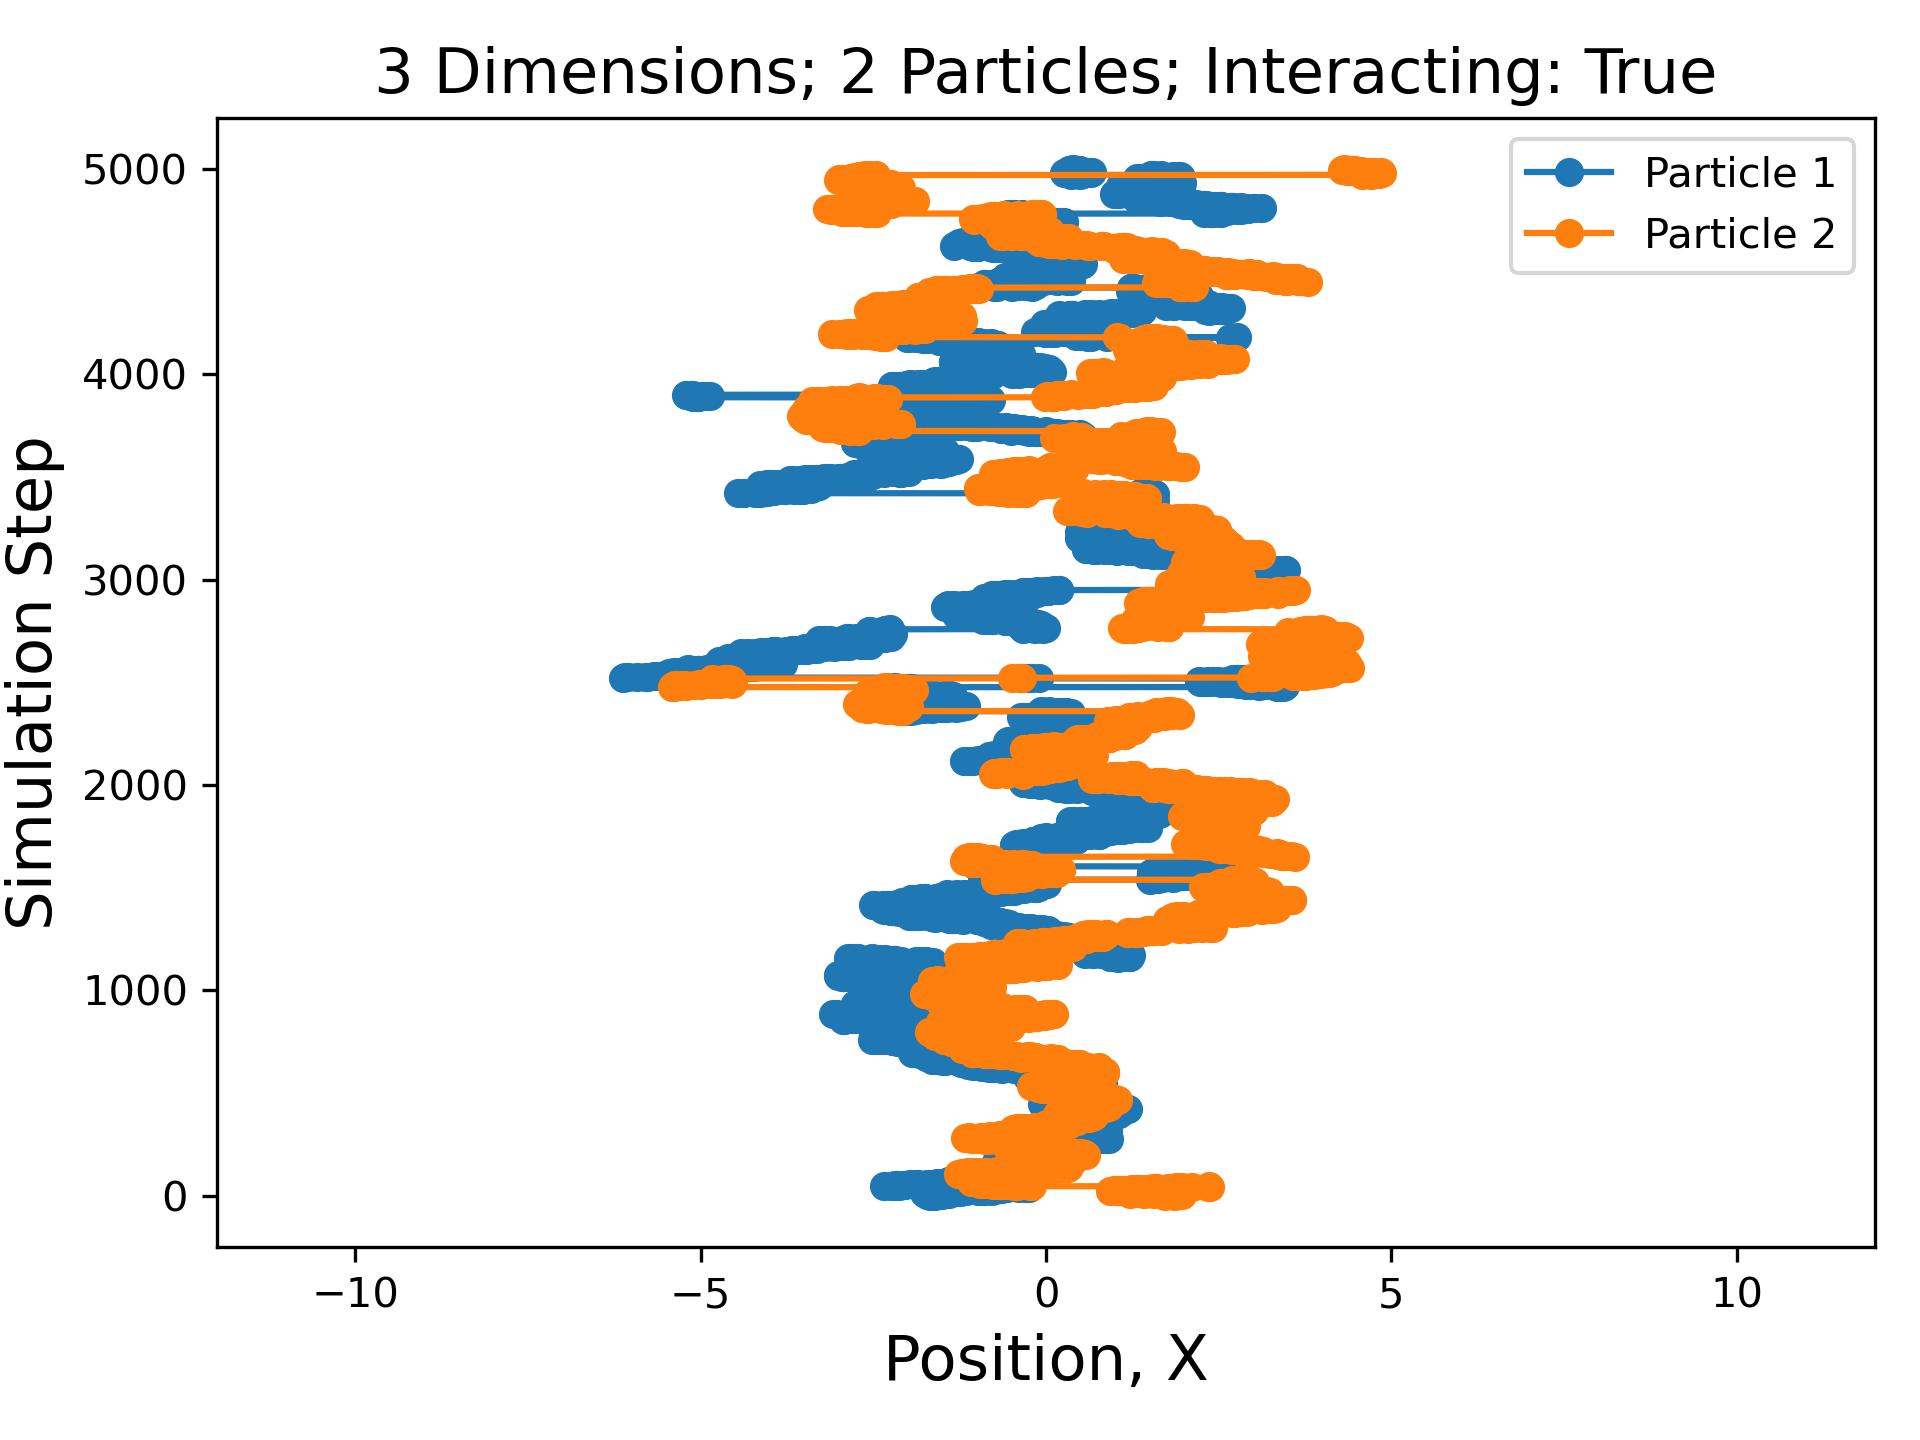 3 Dimensions; 2 Particles; Interacting: True
Particle 1
Particle 2
Simulation Step
5000
4000
3000
2000
1000
0
−10
−5
0
5
10
Position, X